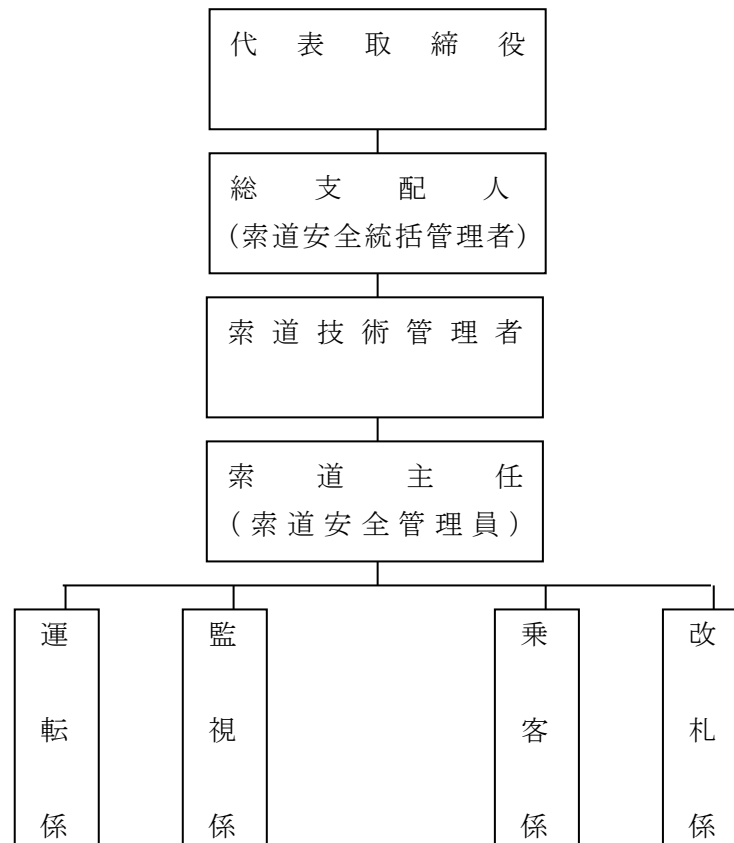 代表取締役
総支配人
(索道安全統括管理者)
索道技術管理者
索道主任
(索道安全管理員)
運転係
監視係
乗客係
改札係